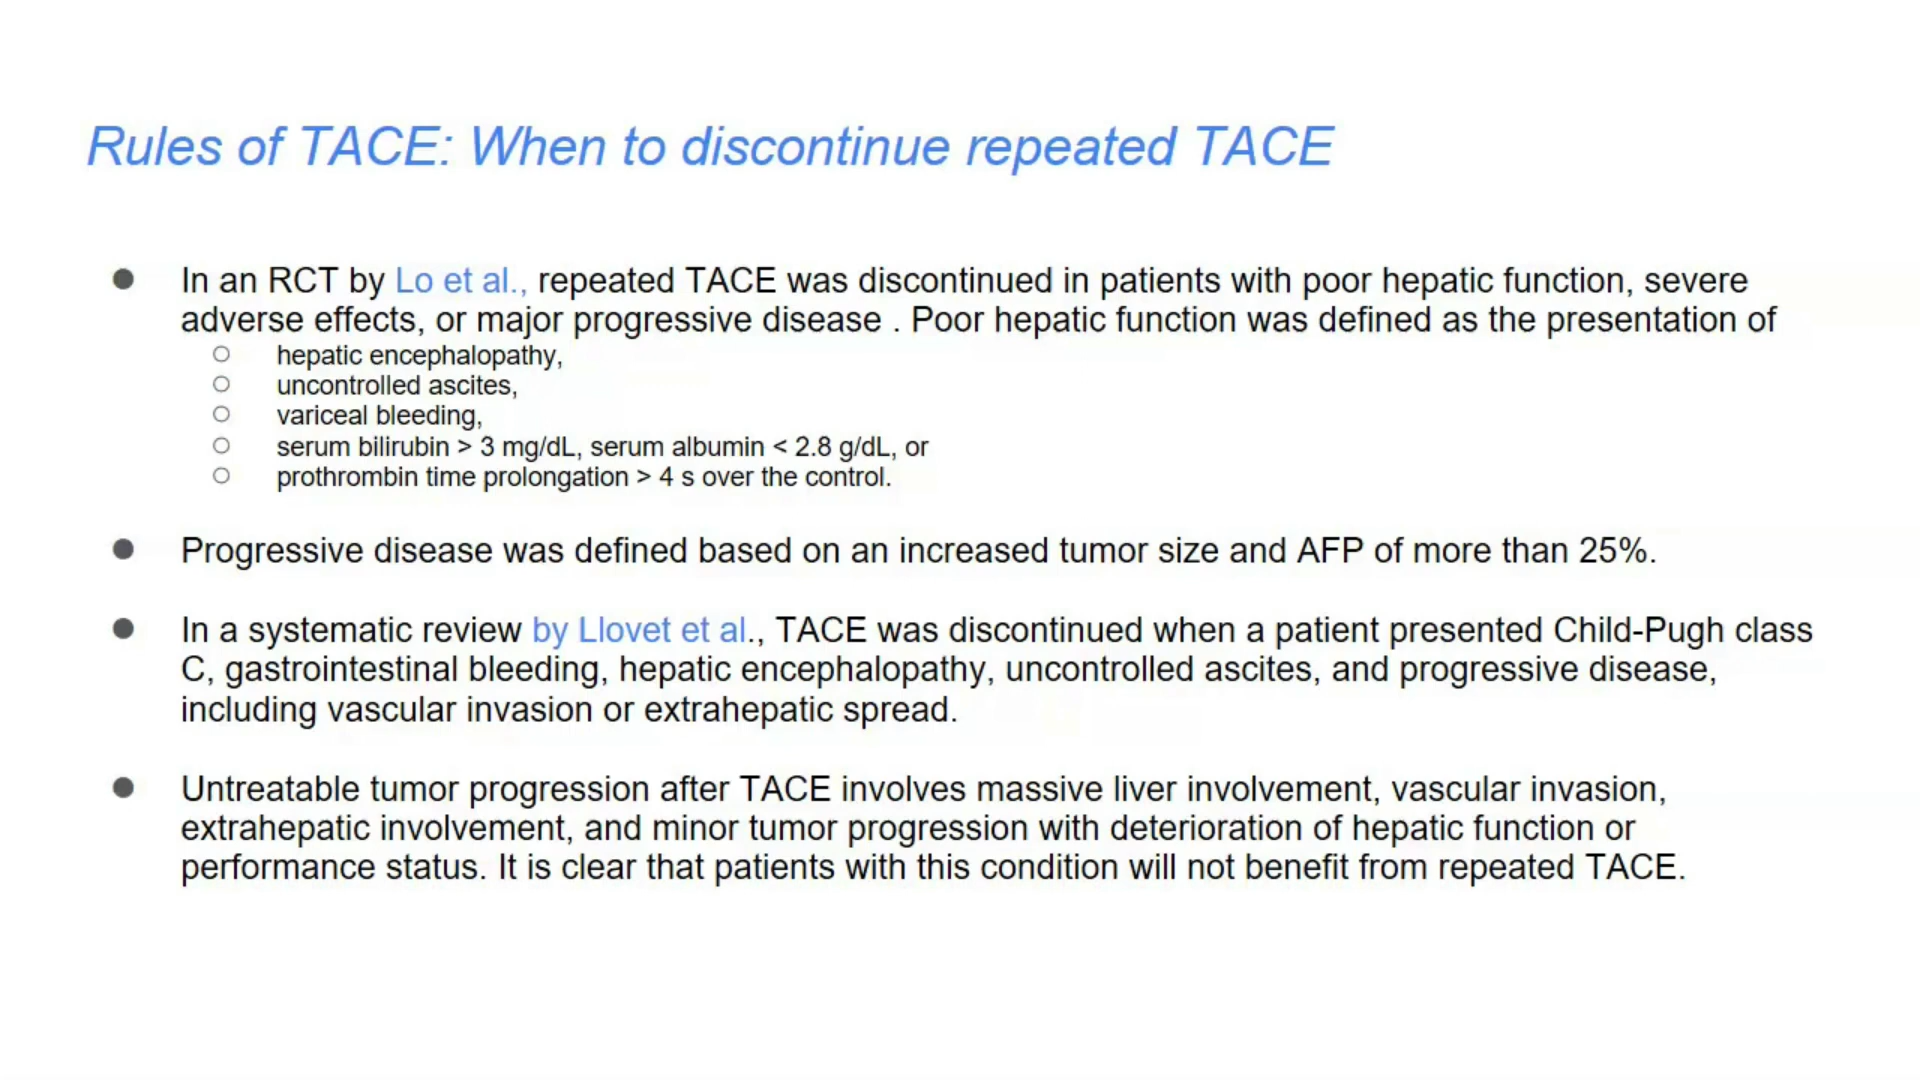 Rules of TACE: When to discontinue repeated TACE
● In an RCT by Lo et al., repeated TACE was discontinued in patients with poor hepatic function, severe
adverse effects, or major progressive disease . Poor hepatic function was defined as the presentation of
○ hepatic encephalopathy,
○ uncontrolled ascites,
○ variceal bleeding,
○ serum bilirubin > 3 mg/dL, serum albumin < 2.8 g/dL, or
○ prothrombin time prolongation > 4 s over the control.
● Progressive disease was defined based on an increased tumor size and AFP of more than 25%.
● In a systematic review by Llovet et al., TACE was discontinued when a patient presented Child-Pugh class
C, gastrointestinal bleeding, hepatic encephalopathy, uncontrolled ascites, and progressive disease,
including vascular invasion or extrahepatic spread.
● Untreatable tumor progression after TACE involves massive liver involvement, vascular invasion,
extrahepatic involvement, and minor tumor progression with deterioration of hepatic function or
performance status. It is clear that patients with this condition will not benefit from repeated TACE.